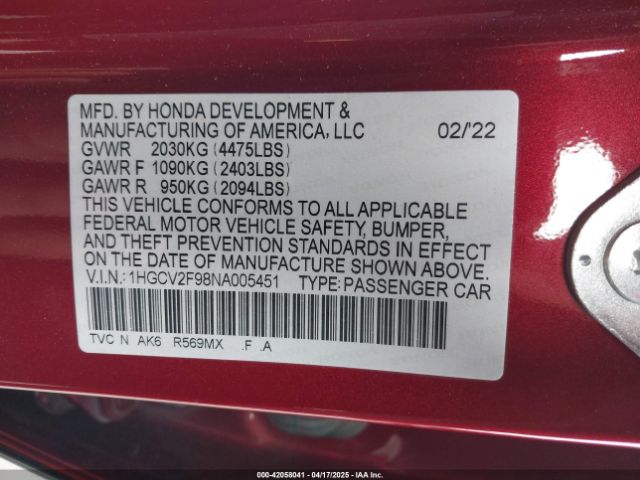 MFD. BY HONDA DEVELOPMENT &
MANUFACTURING OF AMERICA, LLC 02/'22
GVWR 2030KG (4475LBS)
GAWR F 1090KG (2403LBS)
GAWR R 950KG (2094LBS)
THIS VEHICLE CONFORMS TO ALL APPLICABLE
FEDERAL MOTOR VEHICLE SAFETY, BUMPER,
AND THEFT PREVENTION STANDARDS IN EFFECT
ON THE DATE OF MANUFACTURE SHOWN ABOVE.
V.I.N.: 1HGCV2F98NA005451 TYPE: PASSENGER CAR
TVC N AK6 R569MX .F .A
000-42058041 - 04/17/2025 - IAA Inc.